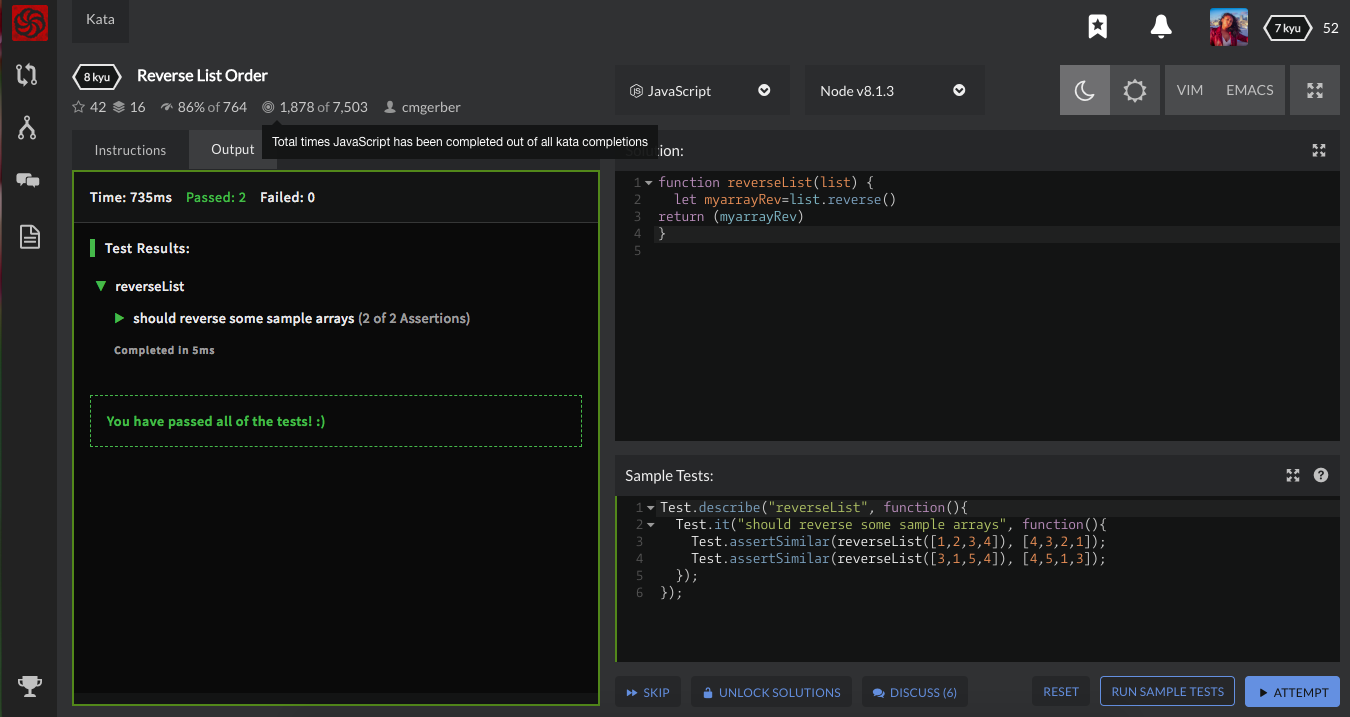 Kata
7 kyu 52
8 kyu Reverse List Order
42 16 86% of 764 1,878 of 7,503 cmgerber
JavaScript
Node v8.1.3
VIM EMACS
Total times JavaScript has been completed out of all kata completions
Instructions
Output
Time: 735ms Passed: 2 Failed: 0
Test Results:
reverseList
should reverse some sample arrays (2 of 2 Assertions)
Completed in 5ms
You have passed all of the tests! :)
ion:
1 function reverseList(list) {
2 let myarrayRev=list.reverse()
3 return (myarrayRev)
4 }
5
Sample Tests:
1 Test.describe("reverseList", function(){
2 Test.it("should reverse some sample arrays", function(){
3 Test.assertSimilar(reverseList([1,2,3,4]), [4,3,2,1]);
4 Test.assertSimilar(reverseList([3,1,5,4]), [4,5,1,3]);
5 });
6 });
SKIP
UNLOCK SOLUTIONS
DISCUSS (6)
RESET
RUN SAMPLE TESTS
ATTEMPT